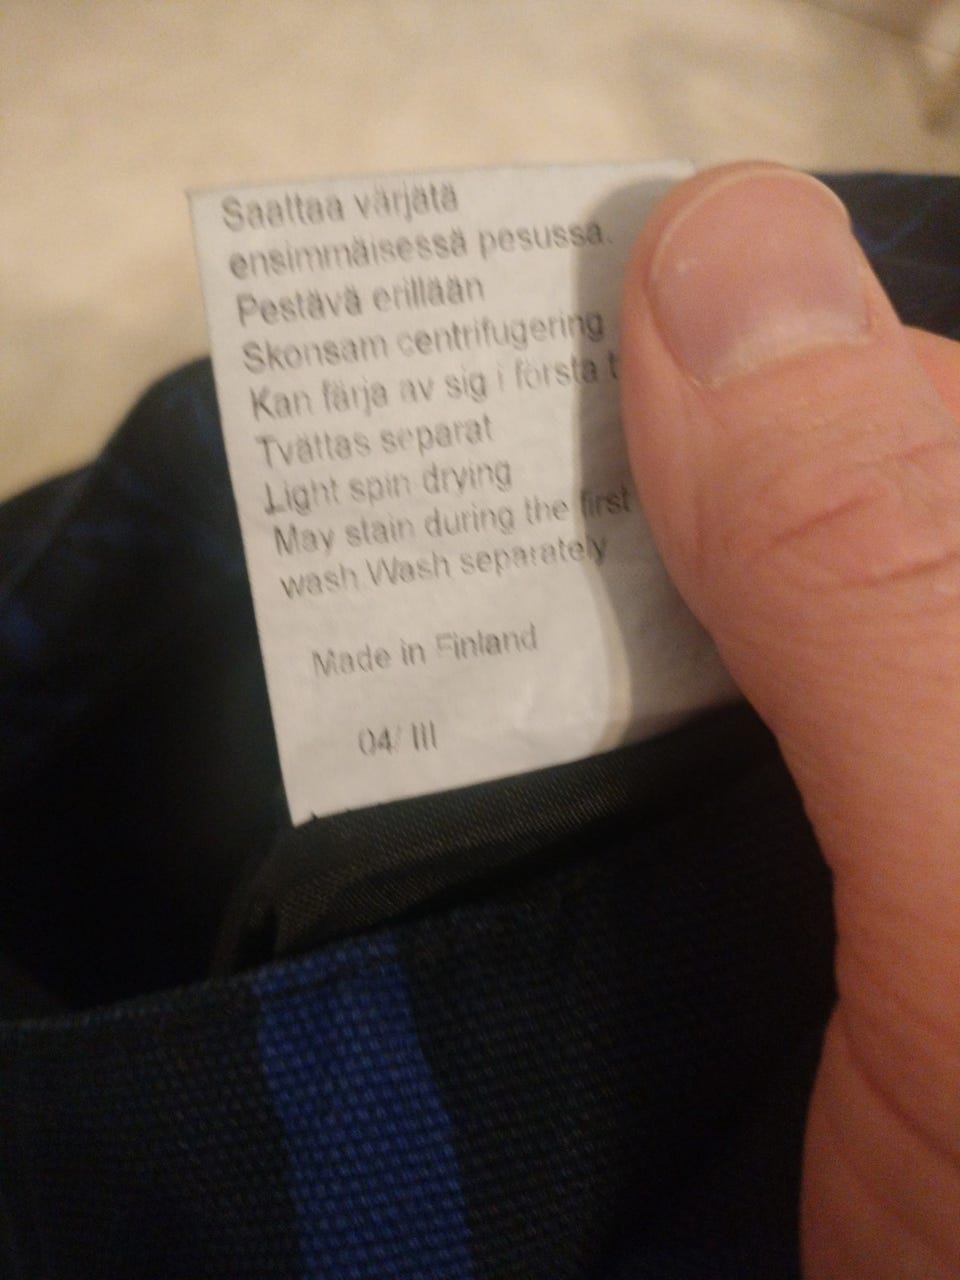 Saattaa värjätä
ensimmäisessä pesussa.
Pestävä erillään
Skonsam centrifugering
Kan färja av sig i första t
Tvättas separat
Light spin drying
May stain during the first
wash.Wash separately
Made in Finland
04/ III